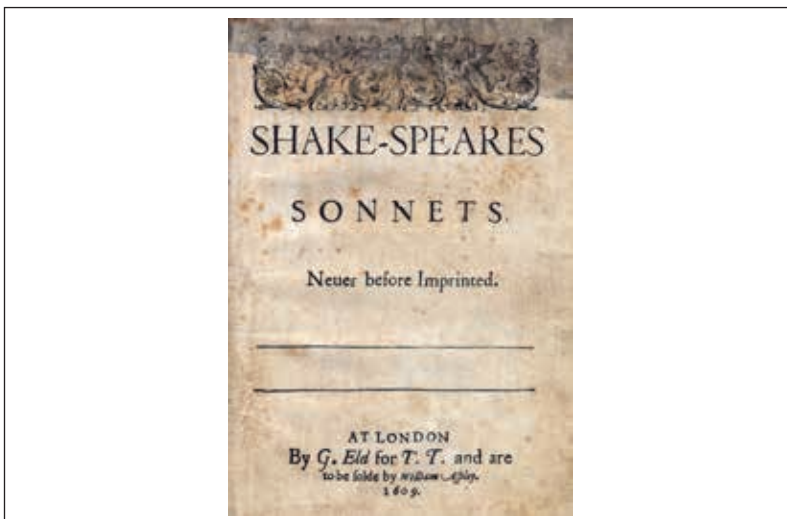 SHAKE-SPEARES
SONNETS.
Neuer before Imprinted.
AT LONDON
By G. Eld for T. T. and are
to be solde by William Aspley.
1609.